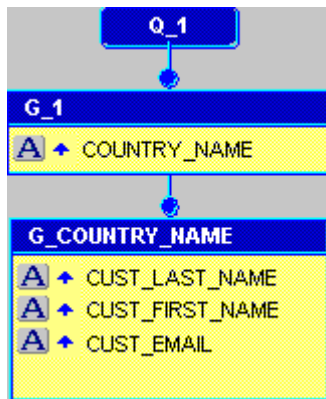 Q_1
G_1
A COUNTRY_NAME
G_COUNTRY_NAME
A CUST_LAST_NAME
A CUST_FIRST_NAME
A CUST_EMAIL